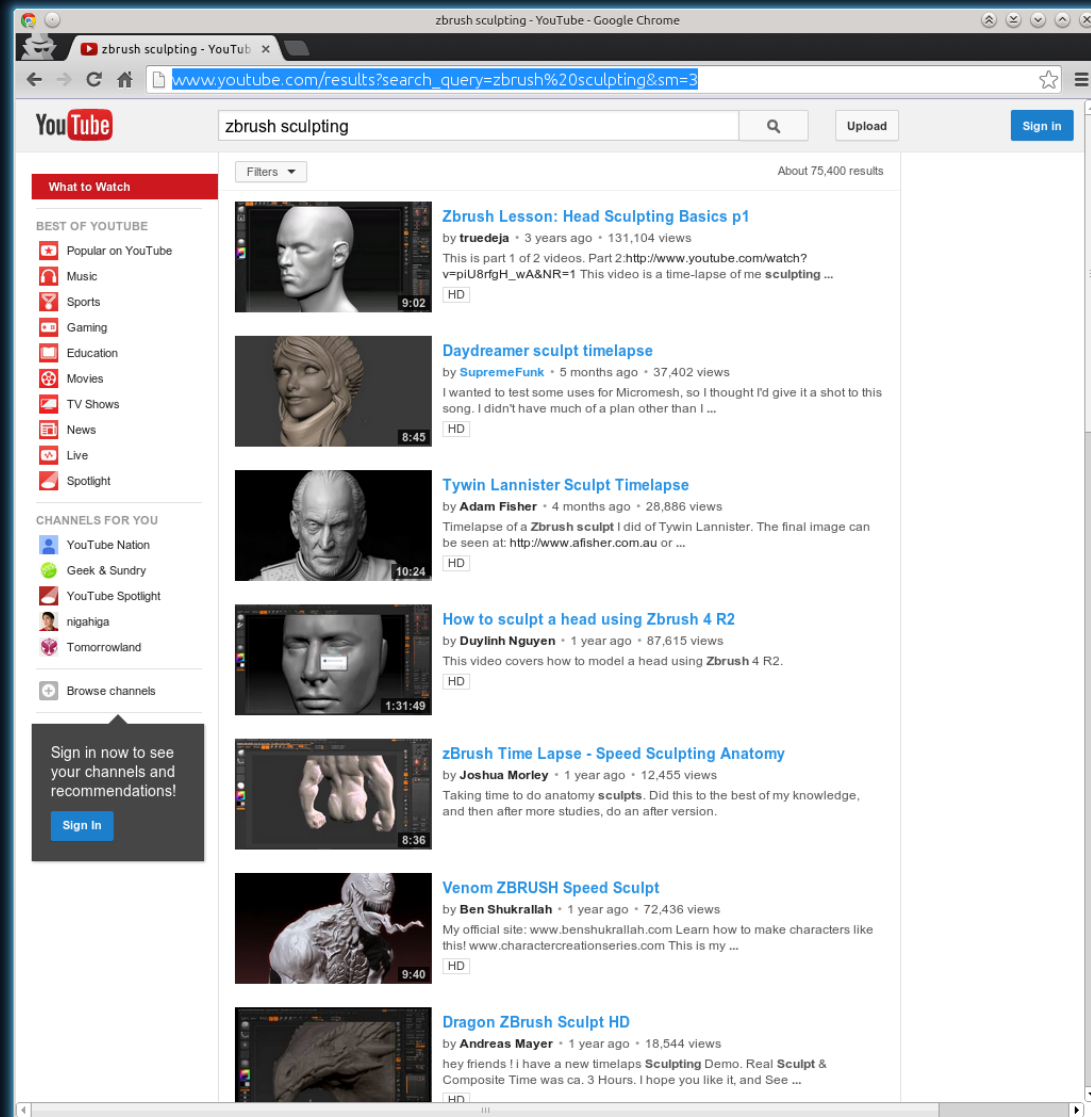 zbrush sculpting - YouTube - Google Chrome
zbrush sculpting - YouTub
www.youtube.com/results?search_query=zbrush%20sculpting&sm=3
YouTube
zbrush sculpting
Upload
Sign in
What to Watch
BEST OF YOUTUBE
Popular on YouTube
Music
Sports
Gaming
Education
Movies
TV Shows
News
Live
Spotlight
CHANNELS FOR YOU
YouTube Nation
Geek & Sundry
YouTube Spotlight
nigahiga
Tomorrowland
Browse channels
Sign in now to see
your channels and
recommendations!
Sign In
Filters
About 75,400 results
9:02
Zbrush Lesson: Head Sculpting Basics p1
by truedeja • 3 years ago • 131,104 views
This is part 1 of 2 videos. Part 2:http://www.youtube.com/watch?
v=piU8rfgH_wA&NR=1 This video is a time-lapse of me sculpting ...
HD
8:45
Daydreamer sculpt timelapse
by SupremeFunk • 5 months ago • 37,402 views
I wanted to test some uses for Micromesh, so I thought I'd give it a shot to this
song. I didn't have much of a plan other than I ...
HD
10:24
Tywin Lannister Sculpt Timelapse
by Adam Fisher • 4 months ago • 28,886 views
Timelapse of a Zbrush sculpt I did of Tywin Lannister. The final image can
be seen at: http://www.afisher.com.au or ...
HD
1:31:49
How to sculpt a head using Zbrush 4 R2
by Duylinh Nguyen • 1 year ago • 87,615 views
This video covers how to model a head using Zbrush 4 R2.
HD
8:36
zBrush Time Lapse - Speed Sculpting Anatomy
by Joshua Morley • 1 year ago • 12,455 views
Taking time to do anatomy sculpts. Did this to the best of my knowledge,
and then after more studies, do an after version.
9:40
Venom ZBRUSH Speed Sculpt
by Ben Shukrallah • 1 year ago • 72,436 views
My official site: www.benshukrallah.com Learn how to make characters like
this! www.charactercreationseries.com This is my ...
HD
Dragon ZBrush Sculpt HD
by Andreas Mayer • 1 year ago • 18,544 views
hey friends ! i have a new timelaps Sculpting Demo. Real Sculpt &
Composite Time was ca. 3 Hours. I hope you like it, and See ...
HD